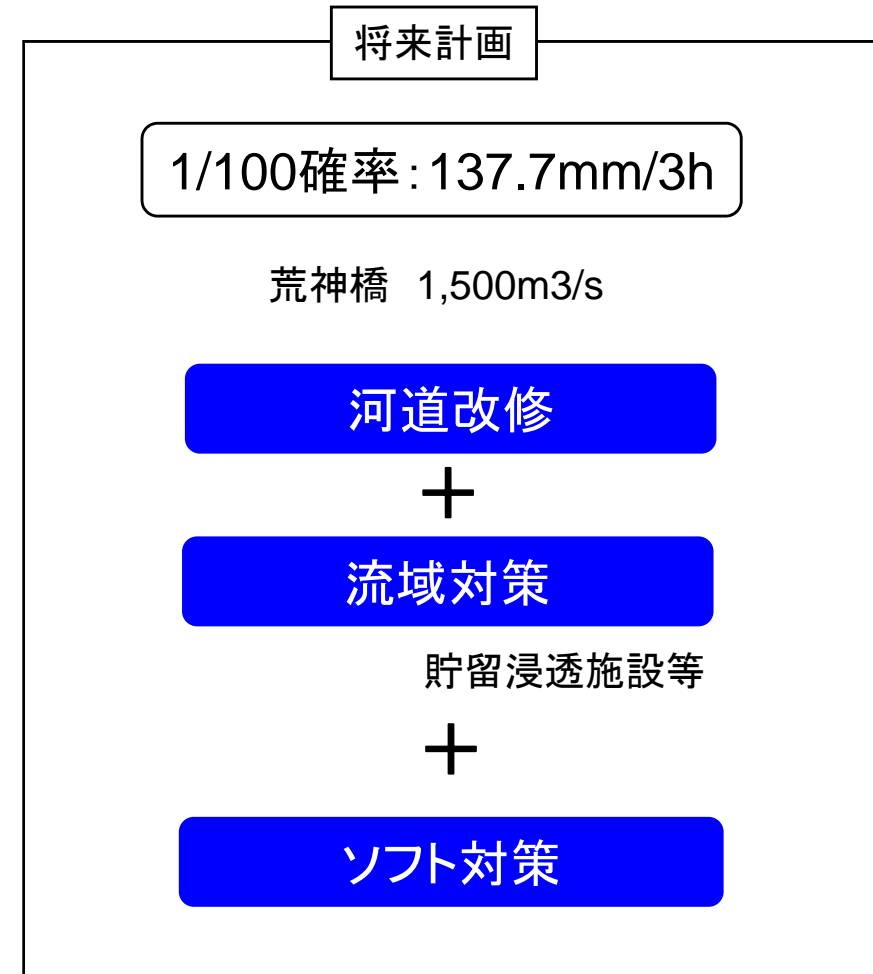 将来計画
1/100確率：137.7mm/3h
荒神橋　1,500m3/s
河道改修
＋
流域対策
貯留浸透施設等
＋
ソフト対策